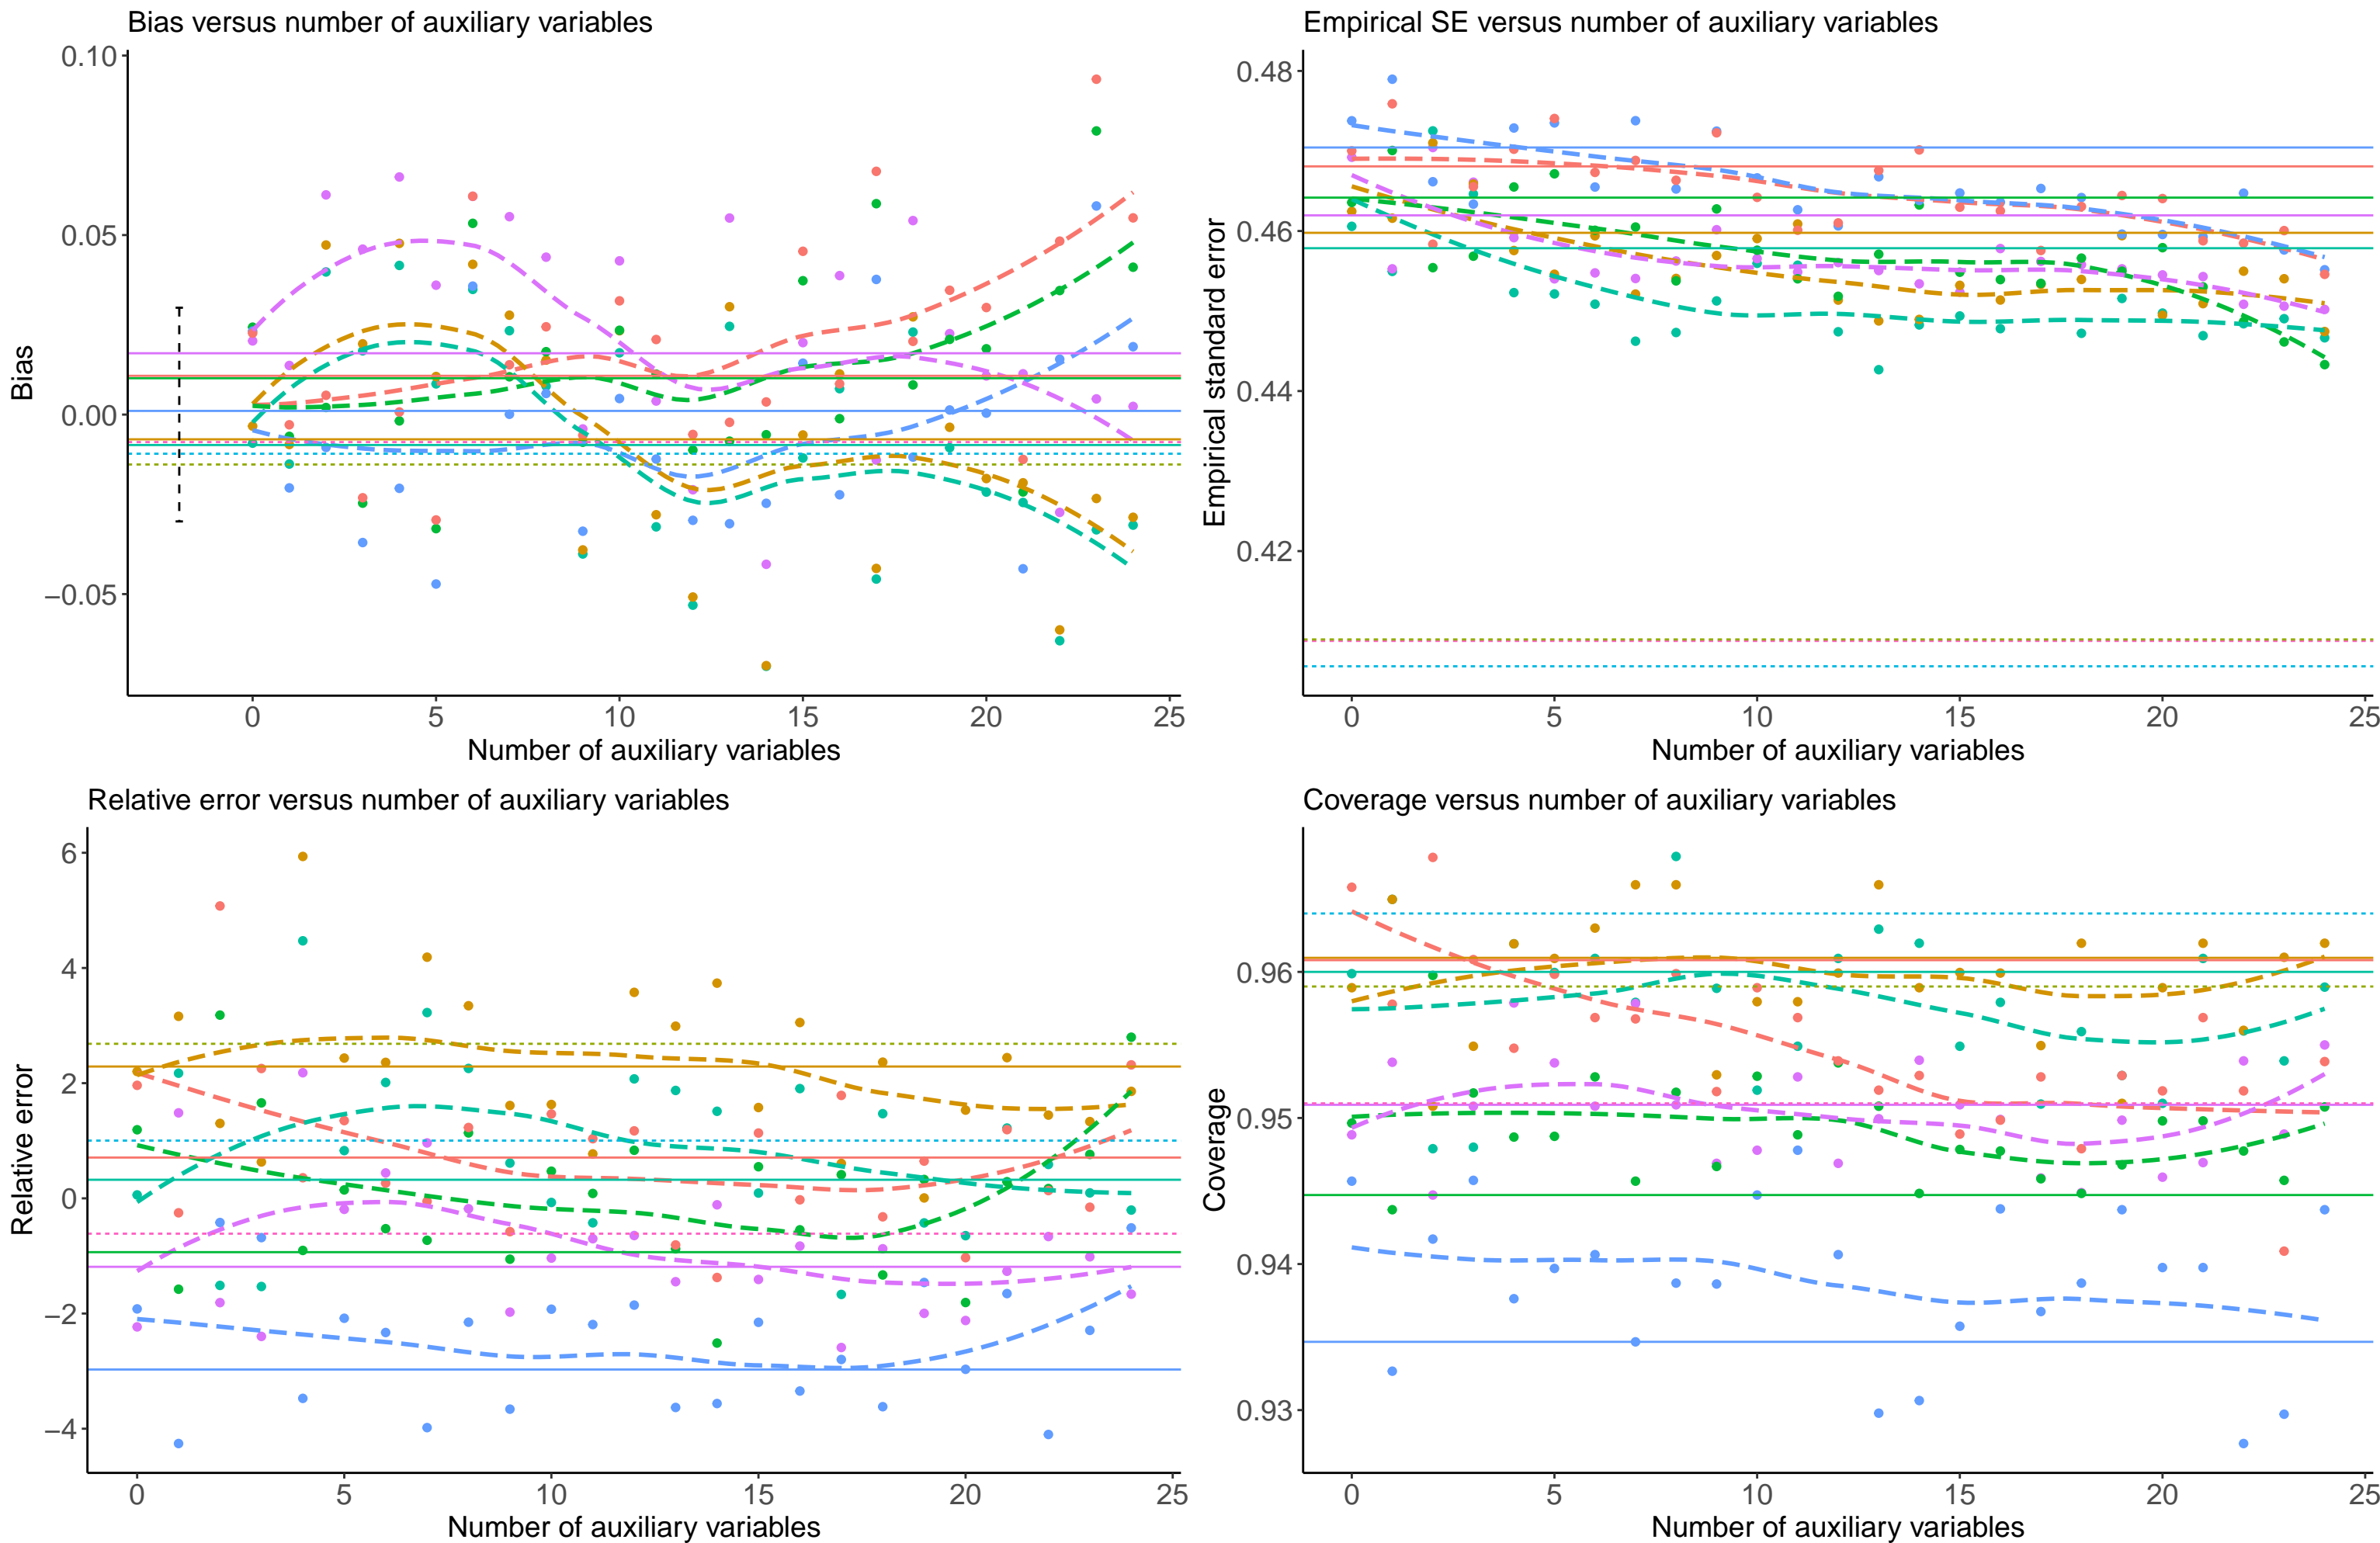 Bias versus number of auxiliary variables
0.10
0.05
0.00
−0.05
Bias
0 5 10 15 20 25
Number of auxiliary variables
Empirical SE versus number of auxiliary variables
0.48
0.46
0.44
0.42
Empirical standard error
0 5 10 15 20 25
Number of auxiliary variables
Relative error versus number of auxiliary variables
6
4
2
0
−2
−4
Relative error
0 5 10 15 20 25
Number of auxiliary variables
Coverage versus number of auxiliary variables
0.96
0.95
0.94
0.93
Coverage
0 5 10 15 20 25
Number of auxiliary variables